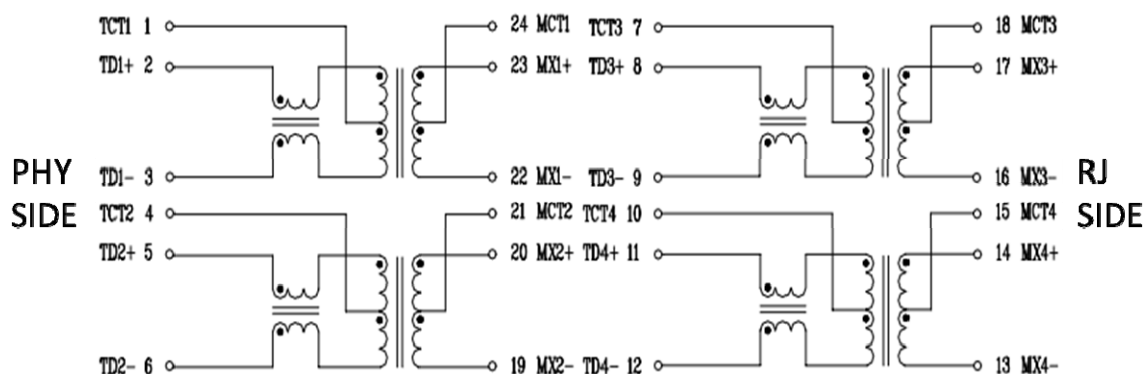 TCT1 1 24 MCT1 TCT3 7 18 MCT3
TD1+ 2 23 MX1+ TD3+ 8 17 MX3+
PHY
SIDE
TD1- 3 22 MX1- TD3- 9 16 MX3-
RJ
SIDE
TCT2 4 21 MCT2 TCT4 10 15 MCT4
TD2+ 5 20 MX2+ TD4+ 11 14 MX4+
TD2- 6 19 MX2- TD4- 12 13 MX4-